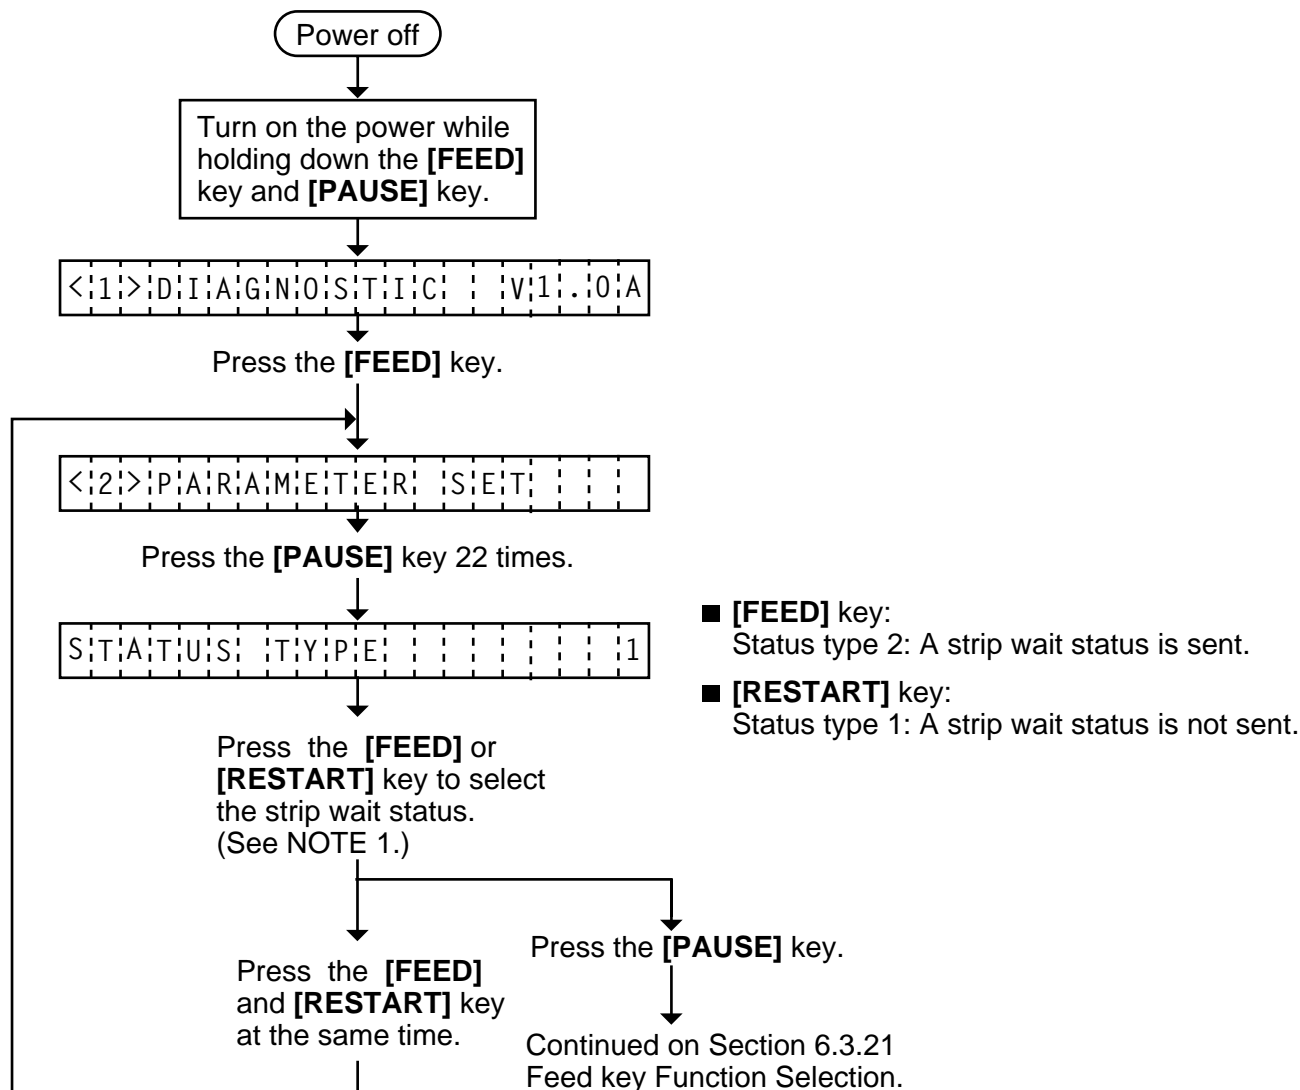 Power off
Turn on the power while
holding down the [FEED]
key and [PAUSE] key.
<1>DIAGNOSTIC  V1.0A
Press the [FEED] key.
<2>PARAMETER SET
Press the [PAUSE] key 22 times.
STATUS TYPE        1
■ [FEED] key:
Status type 2: A strip wait status is sent.
■ [RESTART] key:
Status type 1: A strip wait status is not sent.
Press the [FEED] or
[RESTART] key to select
the strip wait status.
(See NOTE 1.)
Press the [FEED]
and [RESTART] key
at the same time.
Press the [PAUSE] key.
Continued on Section 6.3.21
Feed key Function Selection.